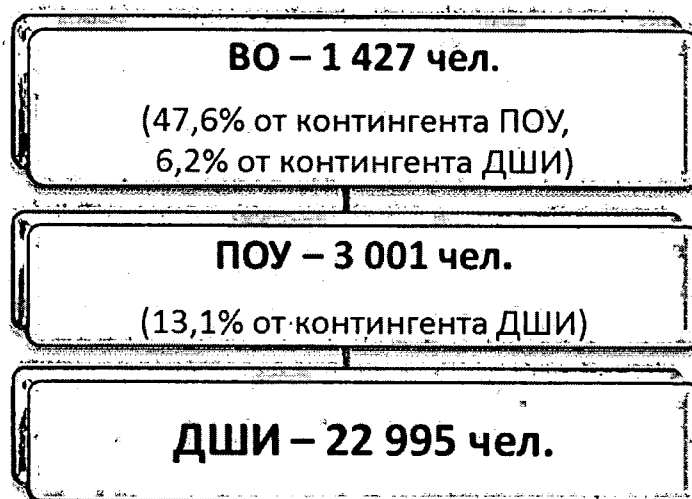 ВО – 1 427 чел.
(47,6% от контингента ПОУ,
6,2% от контингента ДШИ)
ПОУ – 3 001 чел.
(13,1% от контингента ДШИ)
ДШИ – 22 995 чел.